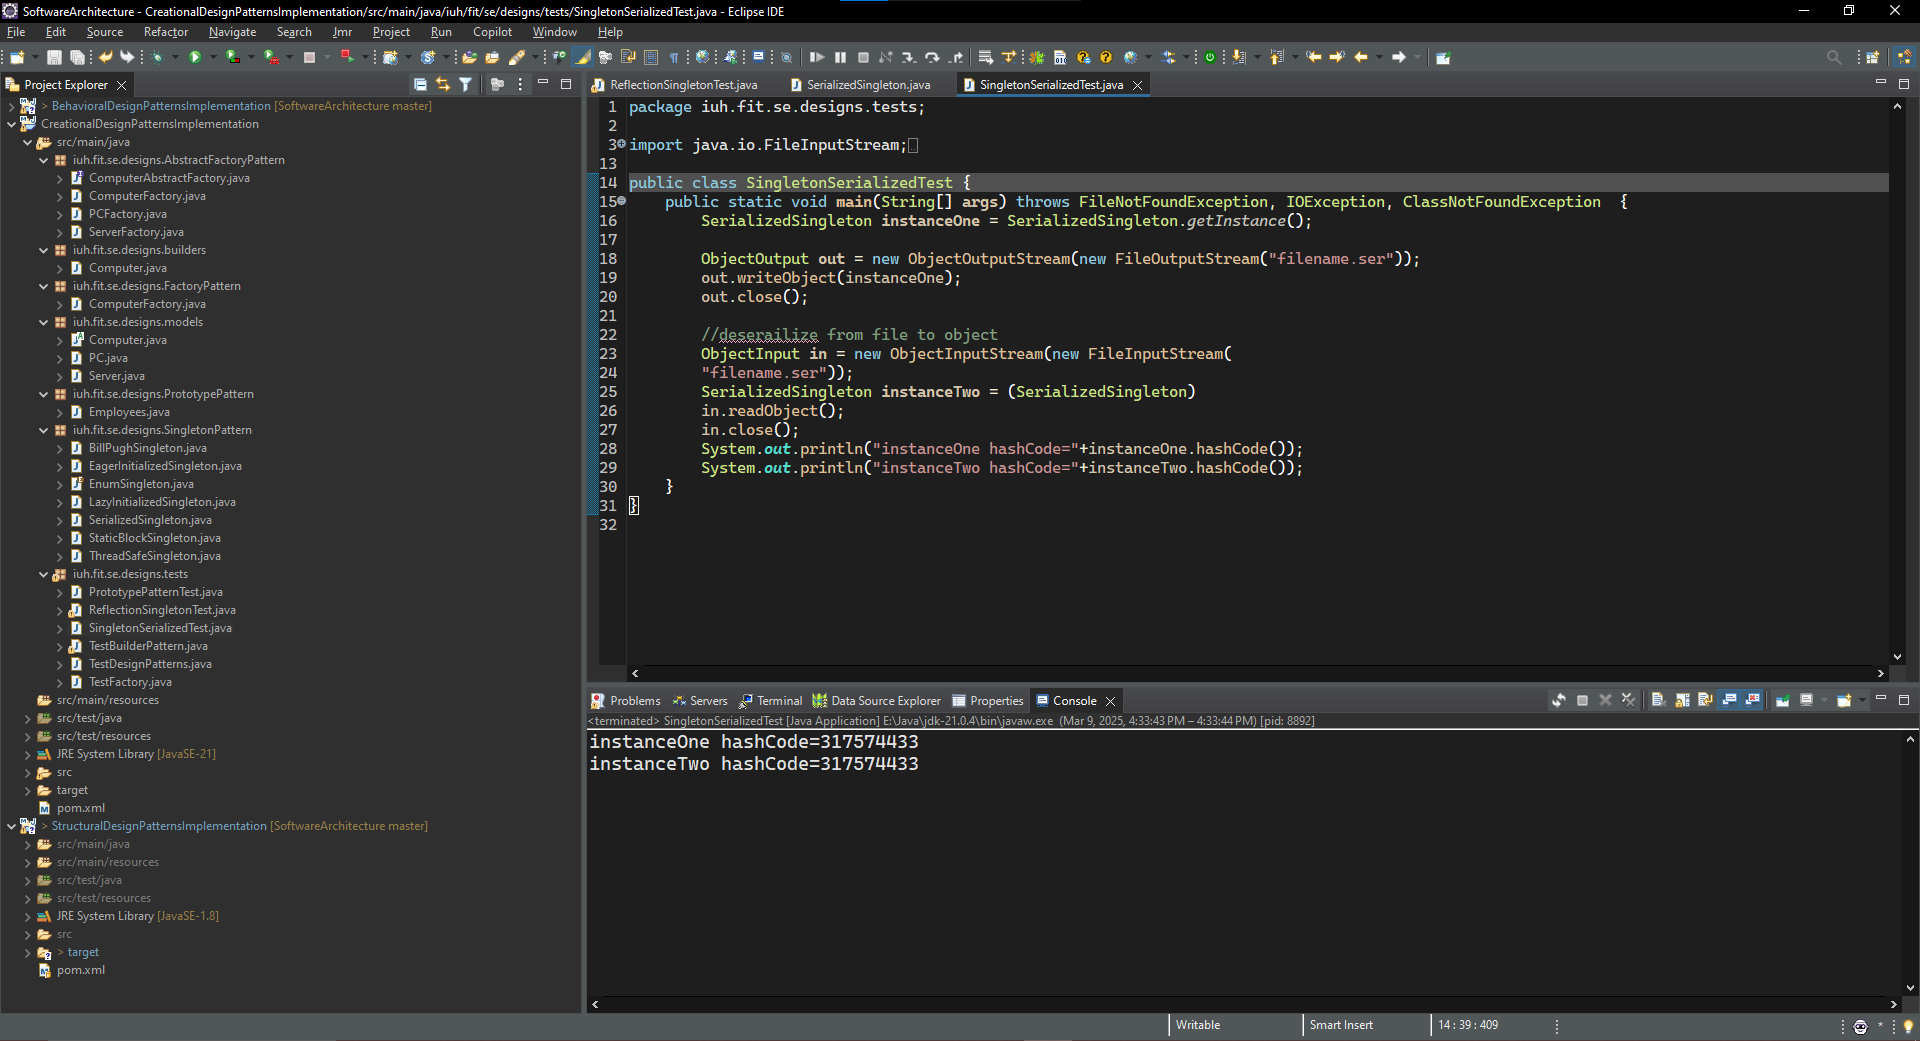 SoftwareArchitecture - CreationalDesignPatternsImplementation/src/main/java/iuh/fit/se/designs/tests/SingletonSerializedTest.java - Eclipse IDE
File Edit Source Refactor Navigate Search Jmr Project Run Copilot Window Help
Project Explorer
> BehavioralDesignPatternsImplementation [SoftwareArchitecture master]
CreationalDesignPatternsImplementation
src/main/java
iuh.fit.se.designs.AbstractFactoryPattern
ComputerAbstractFactory.java
ComputerFactory.java
PCFactory.java
ServerFactory.java
iuh.fit.se.designs.builders
Computer.java
iuh.fit.se.designs.FactoryPattern
ComputerFactory.java
iuh.fit.se.designs.models
Computer.java
PC.java
Server.java
iuh.fit.se.designs.PrototypePattern
Employees.java
iuh.fit.se.designs.SingletonPattern
BillPughSingleton.java
EagerInitializedSingleton.java
EnumSingleton.java
LazyInitializedSingleton.java
SerializedSingleton.java
StaticBlockSingleton.java
ThreadSafeSingleton.java
iuh.fit.se.designs.tests
PrototypePatternTest.java
ReflectionSingletonTest.java
SingletonSerializedTest.java
TestBuilderPattern.java
TestDesignPatterns.java
TestFactory.java
src/main/resources
src/test/java
src/test/resources
JRE System Library [JavaSE-21]
src
target
pom.xml
> StructuralDesignPatternsImplementation [SoftwareArchitecture master]
src/main/java
src/main/resources
src/test/java
src/test/resources
JRE System Library [JavaSE-1.8]
src
> target
pom.xml
ReflectionSingletonTest.java SerializedSingleton.java SingletonSerializedTest.java
1 package iuh.fit.se.designs.tests;
2
3 import java.io.FileInputStream;
13
14 public class SingletonSerializedTest {
15 public static void main(String[] args) throws FileNotFoundException, IOException, ClassNotFoundException {
16 SerializedSingleton instanceOne = SerializedSingleton.getInstance();
17
18 ObjectOutput out = new ObjectOutputStream(new FileOutputStream("filename.ser"));
19 out.writeObject(instanceOne);
20 out.close();
21
22 //deserailize from file to object
23 ObjectInput in = new ObjectInputStream(new FileInputStream(
24 "filename.ser"));
25 SerializedSingleton instanceTwo = (SerializedSingleton)
26 in.readObject();
27 in.close();
28 System.out.println("instanceOne hashCode="+instanceOne.hashCode());
29 System.out.println("instanceTwo hashCode="+instanceTwo.hashCode());
30 }
31 }
32
Problems Servers Terminal Data Source Explorer Properties Console
<terminated> SingletonSerializedTest [Java Application] E:\Java\jdk-21.0.4\bin\javaw.exe (Mar 9, 2025, 4:33:43 PM – 4:33:44 PM) [pid: 8892]
instanceOne hashCode=317574433
instanceTwo hashCode=317574433
Writable Smart Insert 14 : 39 : 409